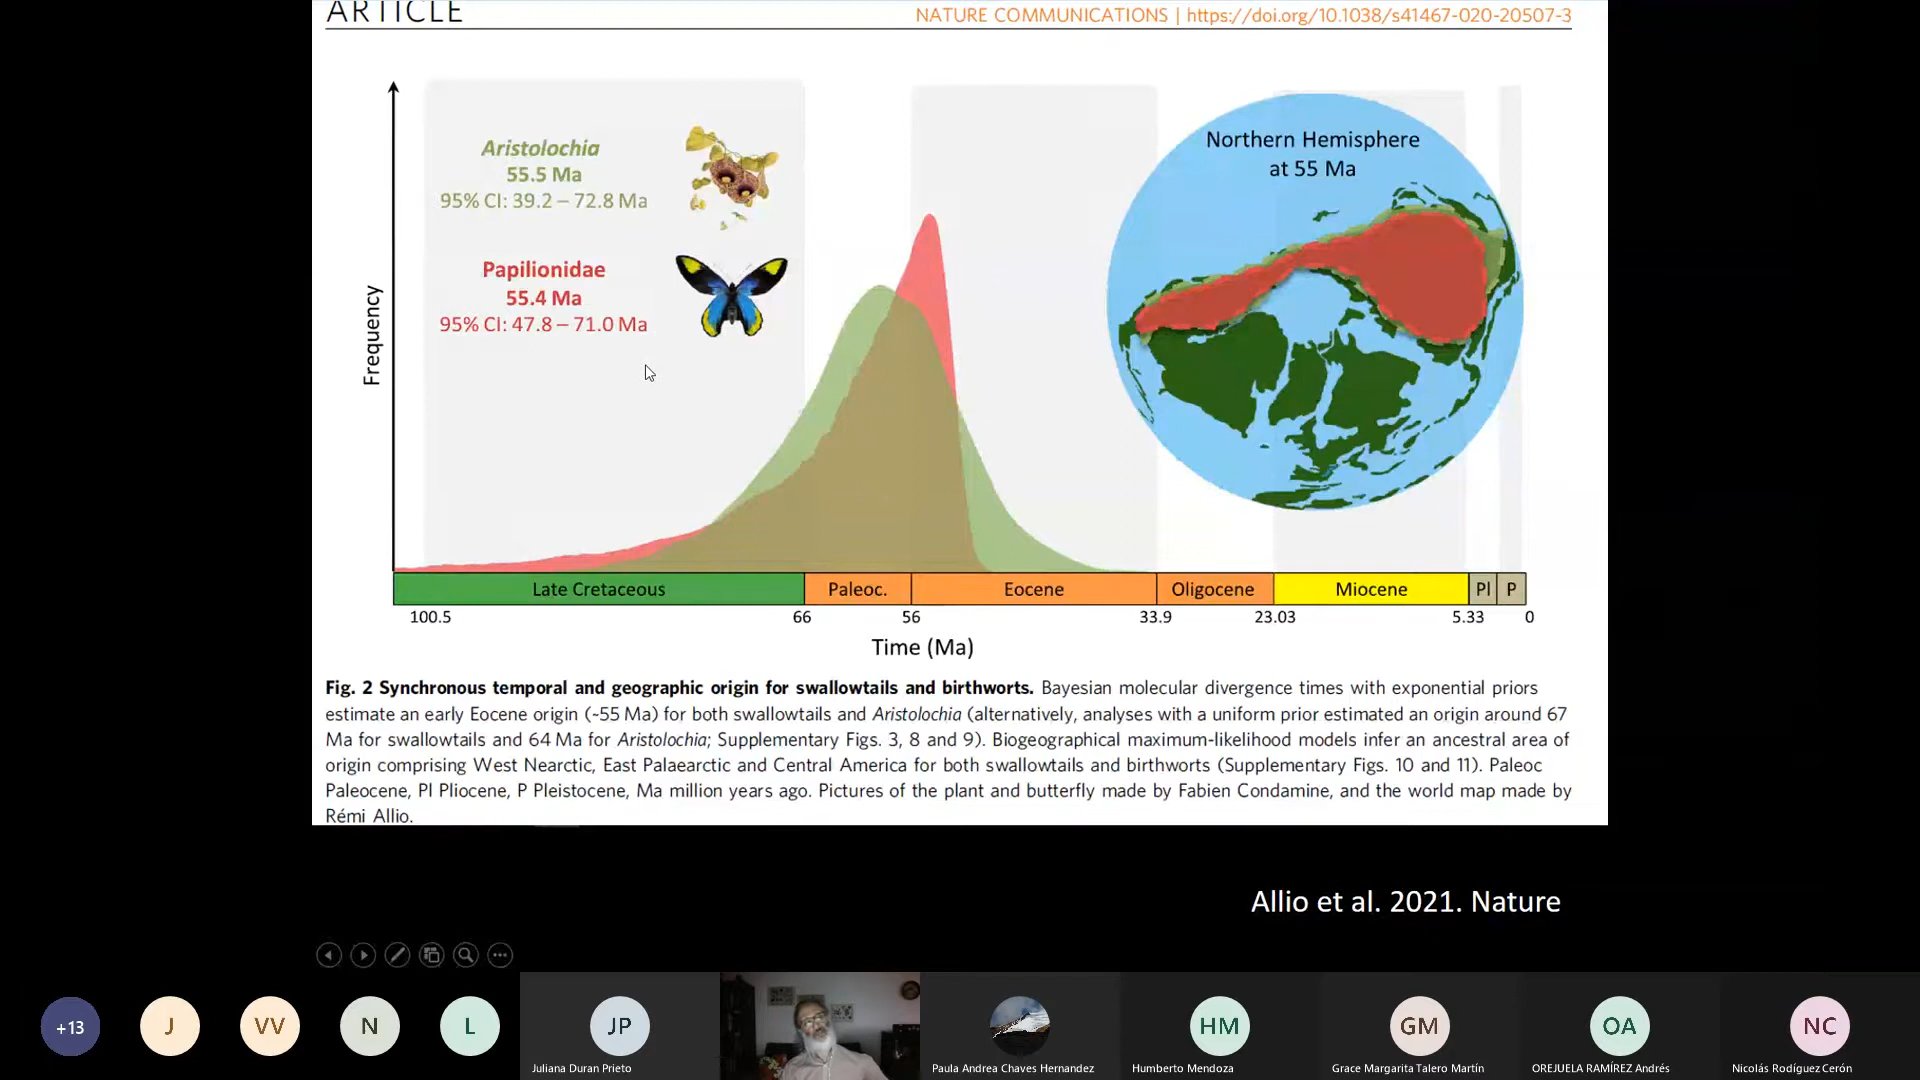 ARTICLE
NATURE COMMUNICATIONS | https://doi.org/10.1038/s41467-020-20507-3
Aristolochia
55.5 Ma
95% CI: 39.2 – 72.8 Ma
Papilionidae
55.4 Ma
95% CI: 47.8 – 71.0 Ma
Northern Hemisphere
at 55 Ma
Frequency
Late Cretaceous
Paleoc.
Eocene
Oligocene
Miocene
Pl
P
100.5
66
56
33.9
23.03
5.33
0
Time (Ma)
Fig. 2 Synchronous temporal and geographic origin for swallowtails and birthworts. Bayesian molecular divergence times with exponential priors
estimate an early Eocene origin (~55 Ma) for both swallowtails and Aristolochia (alternatively, analyses with a uniform prior estimated an origin around 67
Ma for swallowtails and 64 Ma for Aristolochia; Supplementary Figs. 3, 8 and 9). Biogeographical maximum-likelihood models infer an ancestral area of
origin comprising West Nearctic, East Palaearctic and Central America for both swallowtails and birthworts (Supplementary Figs. 10 and 11). Paleoc
Paleocene, Pl Pliocene, P Pleistocene, Ma million years ago. Pictures of the plant and butterfly made by Fabien Condamine, and the world map made by
Rémi Allio.
Allio et al. 2021. Nature
+13
J
VV
N
L
JP
HM
GM
OA
NC
Juliana Duran Prieto
Paula Andrea Chaves Hernandez
Humberto Mendoza
Grace Margarita Talero Martín
OREJUELA RAMÍREZ Andrés
Nicolás Rodíguez Cerón